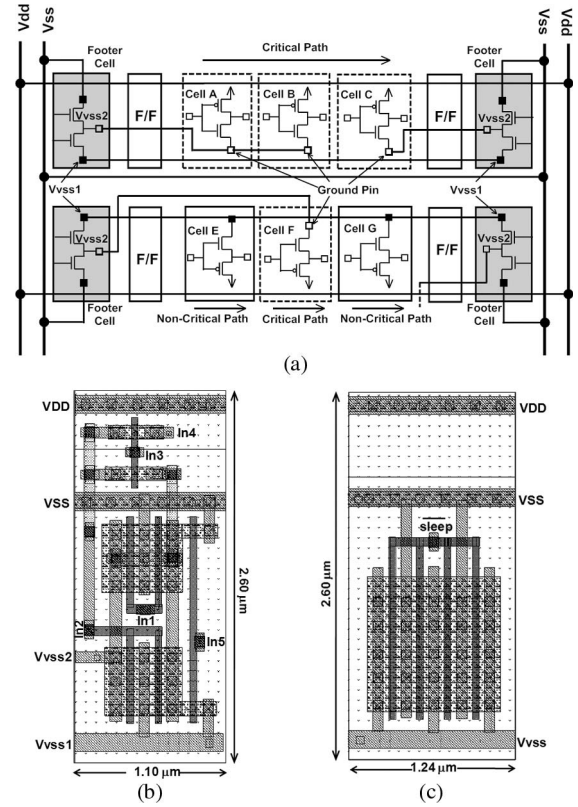 Vdd
Vss
Vss
Vdd
Footer
Cell
Critical Path
Footer
Cell
Vvss2
F/F
Cell A
Cell B
Cell C
F/F
Vvss2
Vvss1
Ground Pin
Vvss1
Vvss2
F/F
Cell E
Cell F
Cell G
F/F
Vvss2
Footer
Cell
Non-Critical Path
Critical Path
Non-Critical Path
Footer
Cell
(a)
VDD
In4
In3
VSS
In1
In2
In5
Vvss2
Vvss1
2.60 μm
1.10 μm
(b)
VDD
VSS
sleep
2.60 μm
Vvss
1.24 μm
(c)